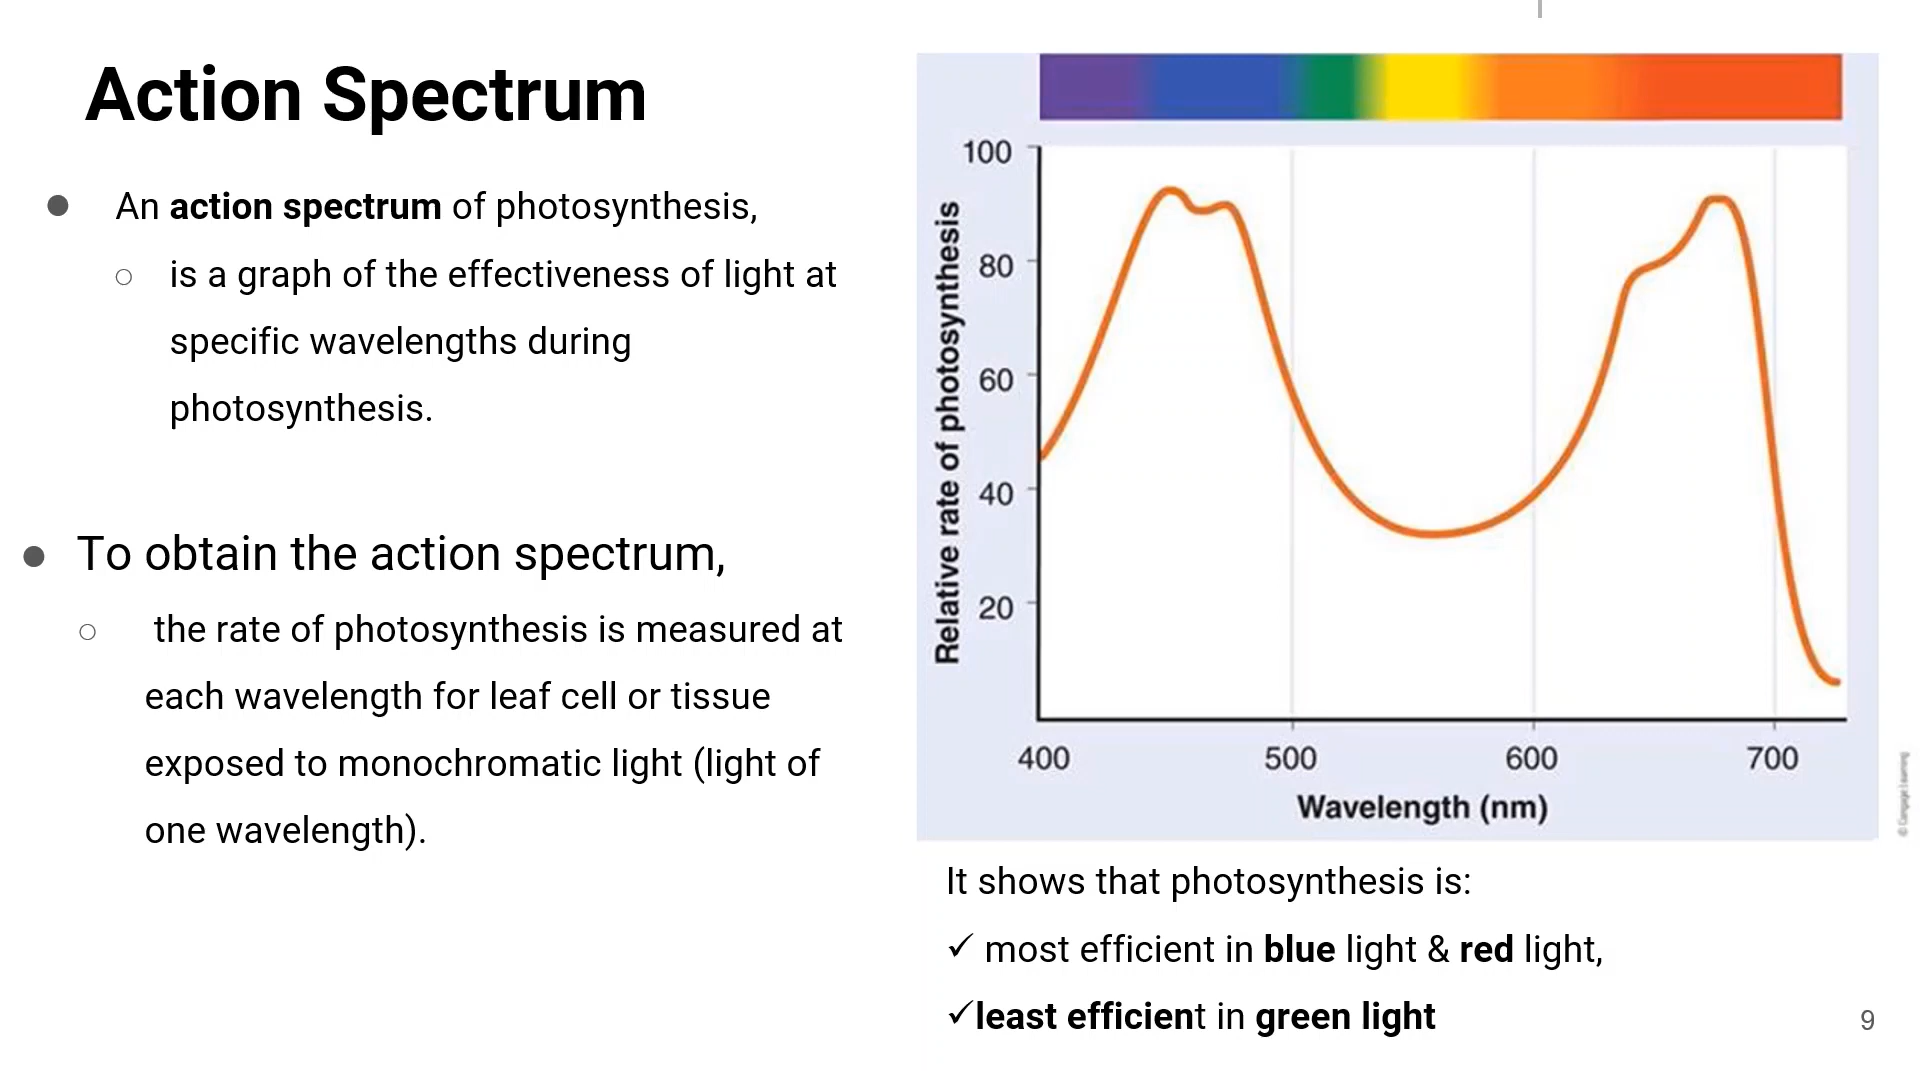 Action Spectrum
● An action spectrum of photosynthesis,
○ is a graph of the effectiveness of light at
specific wavelengths during
photosynthesis.
● To obtain the action spectrum,
○ the rate of photosynthesis is measured at
each wavelength for leaf cell or tissue
exposed to monochromatic light (light of
one wavelength).
Relative rate of photosynthesis
100
80
60
40
20
400 500 600 700
Wavelength (nm)
© Cengage Learning
It shows that photosynthesis is:
✓ most efficient in blue light & red light,
✓least efficient in green light
9